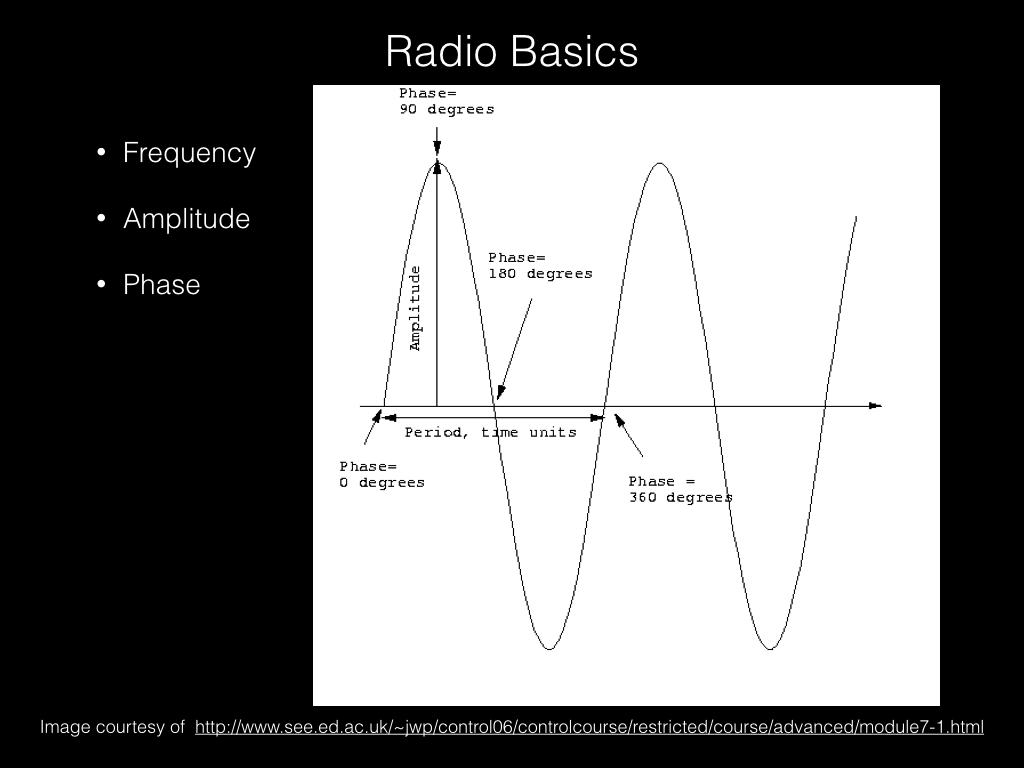 Radio Basics
• Frequency
• Amplitude
• Phase
Phase=
90 degrees
Phase=
180 degrees
Amplitude
Period, time units
Phase=
0 degrees
Phase =
360 degrees
Image courtesy of http://www.see.ed.ac.uk/~jwp/control06/controlcourse/restricted/course/advanced/module7-1.html